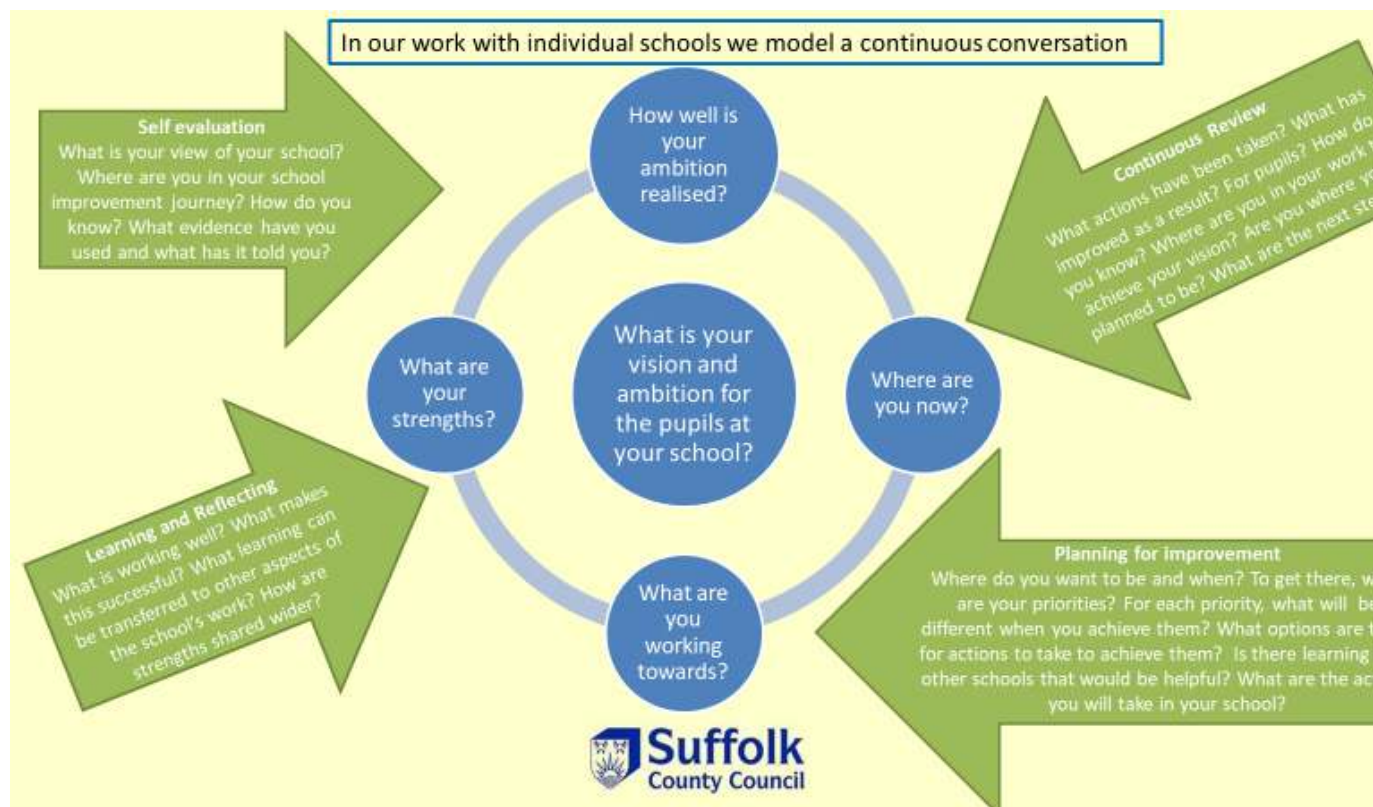 In our work with individual schools we model a continuous conversation
Self evaluation
What is your view of your school?
Where are you in your school
improvement journey? How do you
know? What evidence have you
used and what has it told you?
How well is
your
ambition
realised?
Continuous Review
What actions have been taken? What has
improved as a result? For pupils? How do
you know? Where are you in your work
achieve your vision? Are you where
planned to be? What are the next
What are
your
strengths?
What is your
vision and
ambition for
the pupils at
your school?
Where are
you now?
Learning and Reflecting
What is working well? What makes
this successful? What learning can
be transferred to other aspects of
the school's work? How are
strengths shared wider?
What are
you
working
towards?
Planning for improvement
Where do you want to be and when? To get there,
are your priorities? For each priority, what will be
different when you achieve them? What options are
for actions to take to achieve them? Is there learning
other schools that would be helpful? What are the
you will take in your school?
Suffolk
County Council